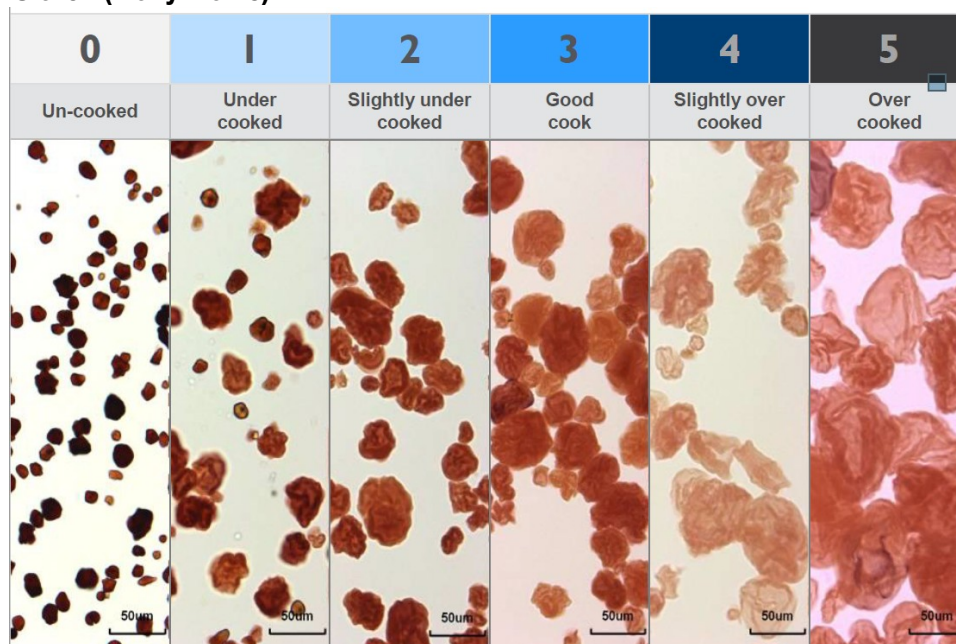 0 1 2 3 4 5
Un-cooked Under cooked Slightly under cooked Good cook Slightly over cooked Over cooked
50um 50um 50um 50um 50um 50um